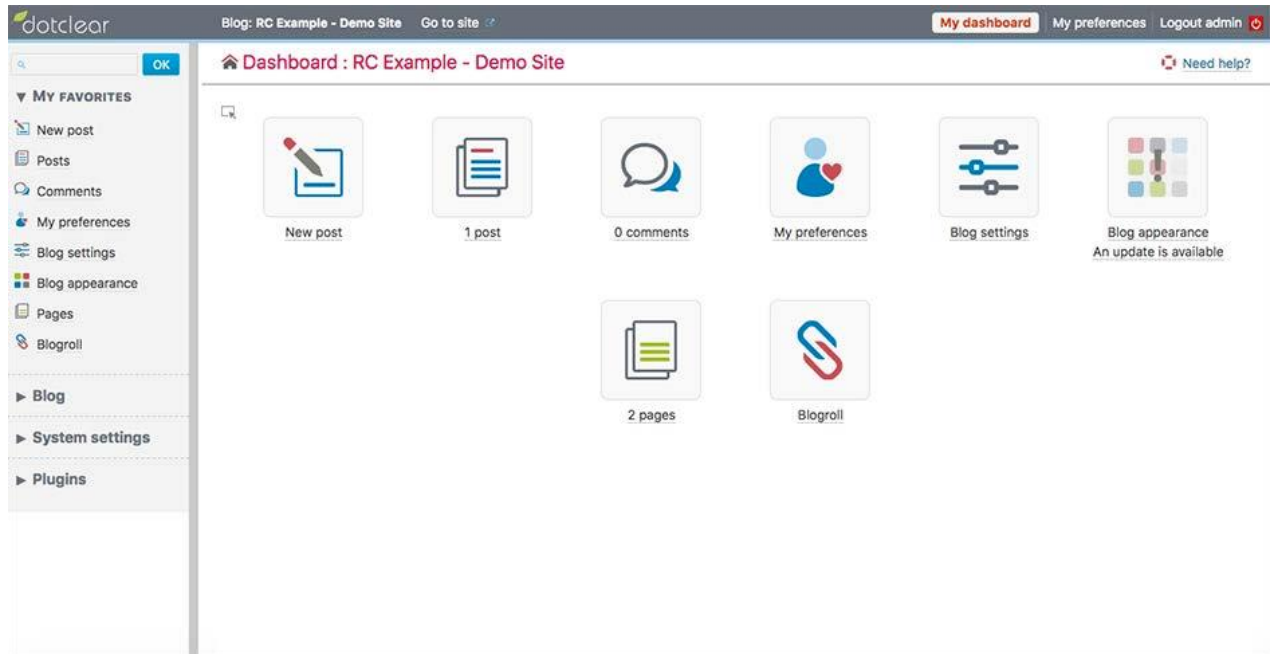 dotclear
Blog: RC Example - Demo Site Go to site
My dashboard My preferences Logout admin
OK
Dashboard : RC Example - Demo Site
Need help?
▼ MY FAVORITES
New post
Posts
Comments
My preferences
Blog settings
Blog appearance
Pages
Blogroll
► Blog
► System settings
► Plugins
New post
1 post
0 comments
My preferences
Blog settings
Blog appearance
An update is available
2 pages
Blogroll